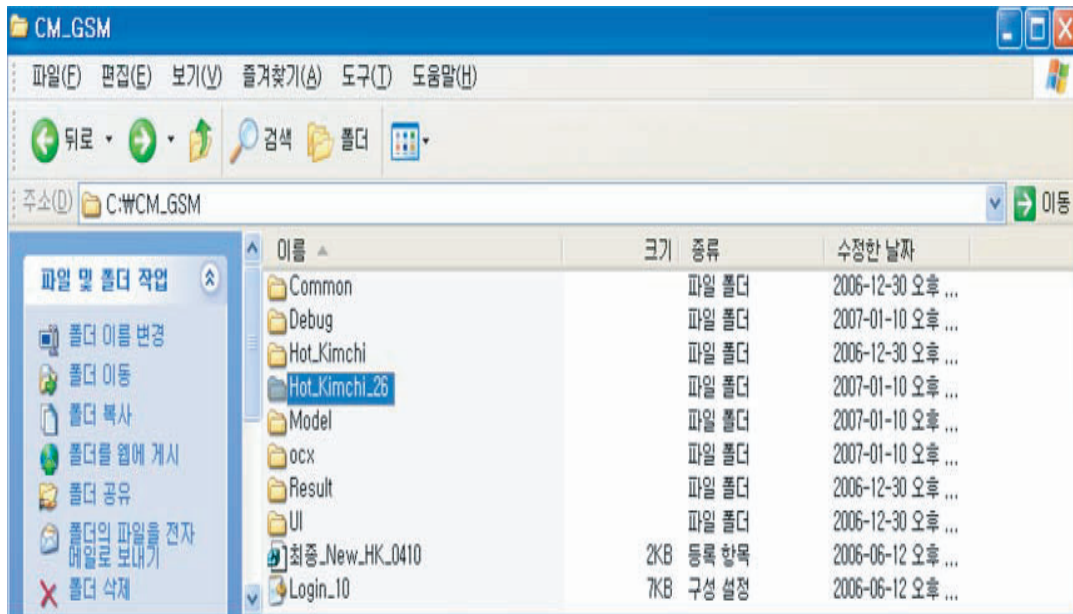 CM_GSM
파일(F) 편집(E) 보기(V) 즐겨찾기(A) 도구(T) 도움말(H)
뒤로 검색 폴더
주소(D) C:₩CM_GSM 이동
파일 및 폴더 작업
폴더 이름 변경
폴더 이동
폴더 복사
폴더를 웹에 게시
폴더 공유
폴더의 파일을 전자
메일로 보내기
폴더 삭제
이름 크기 종류 수정한 날짜
Common 파일 폴더 2006-12-30 오후 ...
Debug 파일 폴더 2007-01-10 오후 ...
Hot_Kimchi 파일 폴더 2006-12-30 오후 ...
Hot_Kimchi_26 파일 폴더 2007-01-10 오후 ...
Model 파일 폴더 2007-01-10 오후 ...
ocx 파일 폴더 2007-01-10 오후 ...
Result 파일 폴더 2006-12-30 오후 ...
UI 파일 폴더 2006-12-30 오후 ...
최종_New_HK_0410 2KB 등록 항목 2006-06-12 오후 ...
Login_10 7KB 구성 설정 2006-06-12 오후 ...